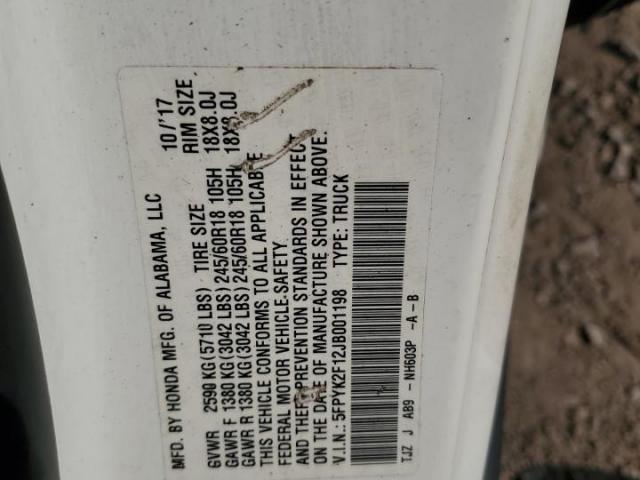 MFD. BY HONDA MFG. OF ALABAMA, LLC 10/'17
GVWR 2590 KG (5710 LBS) TIRE SIZE RIM SIZE
GAWR F 1380 KG (3042 LBS) 245/60R18 105H 18X8.0J
GAWR R 1380 KG (3042 LBS) 245/60R18 105H 18X8.0J
THIS VEHICLE CONFORMS TO ALL APPLICABLE
FEDERAL MOTOR VEHICLE SAFETY
AND THEFT PREVENTION STANDARDS IN EFFECT
ON THE DATE OF MANUFACTURE SHOWN ABOVE.
V.I.N.: 5FPYK2F12JB001198 TYPE: TRUCK
TJZ J AB9 -NH603P -A-B